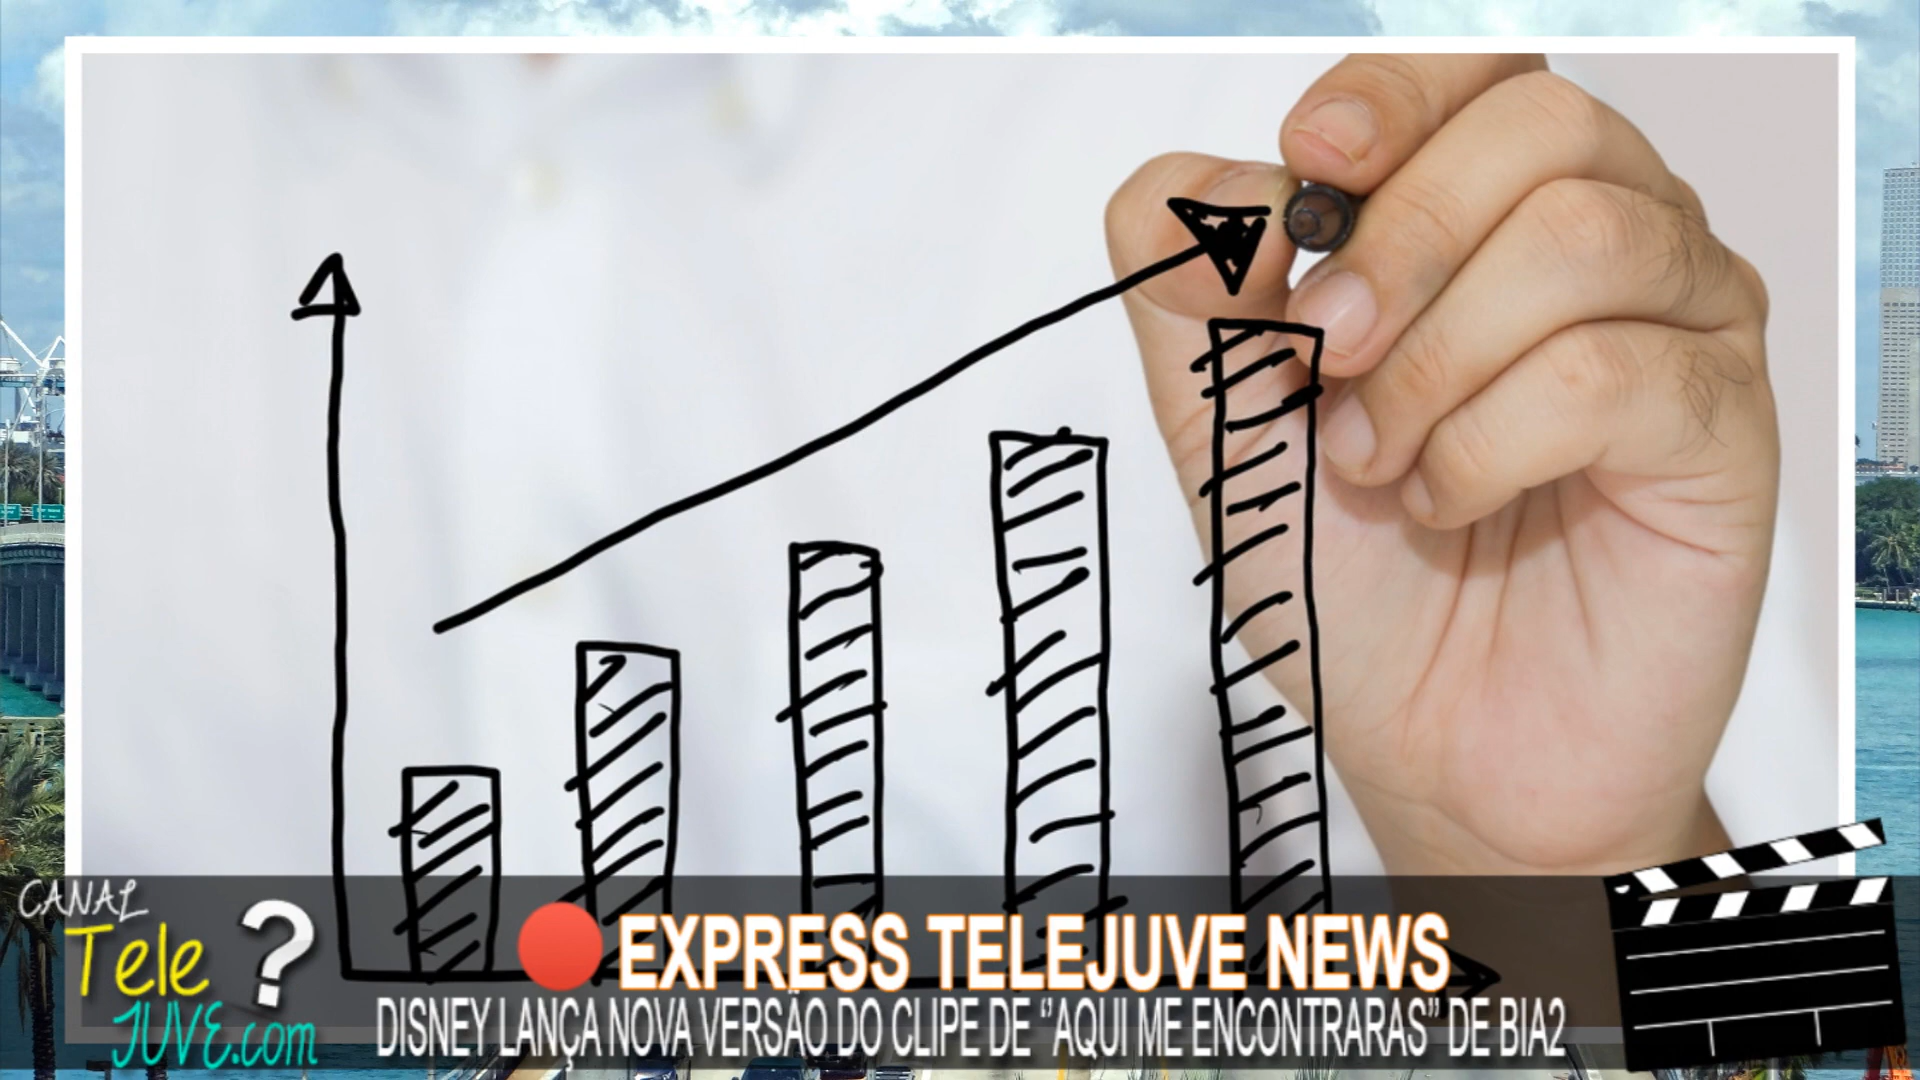 CANAL
Tele
JUVE.com
?
EXPRESS TELEJUVE NEWS
DISNEY LANÇA NOVA VERSÃO DO CLIPE DE “AQUI ME ENCONTRARAS” DE BIA2